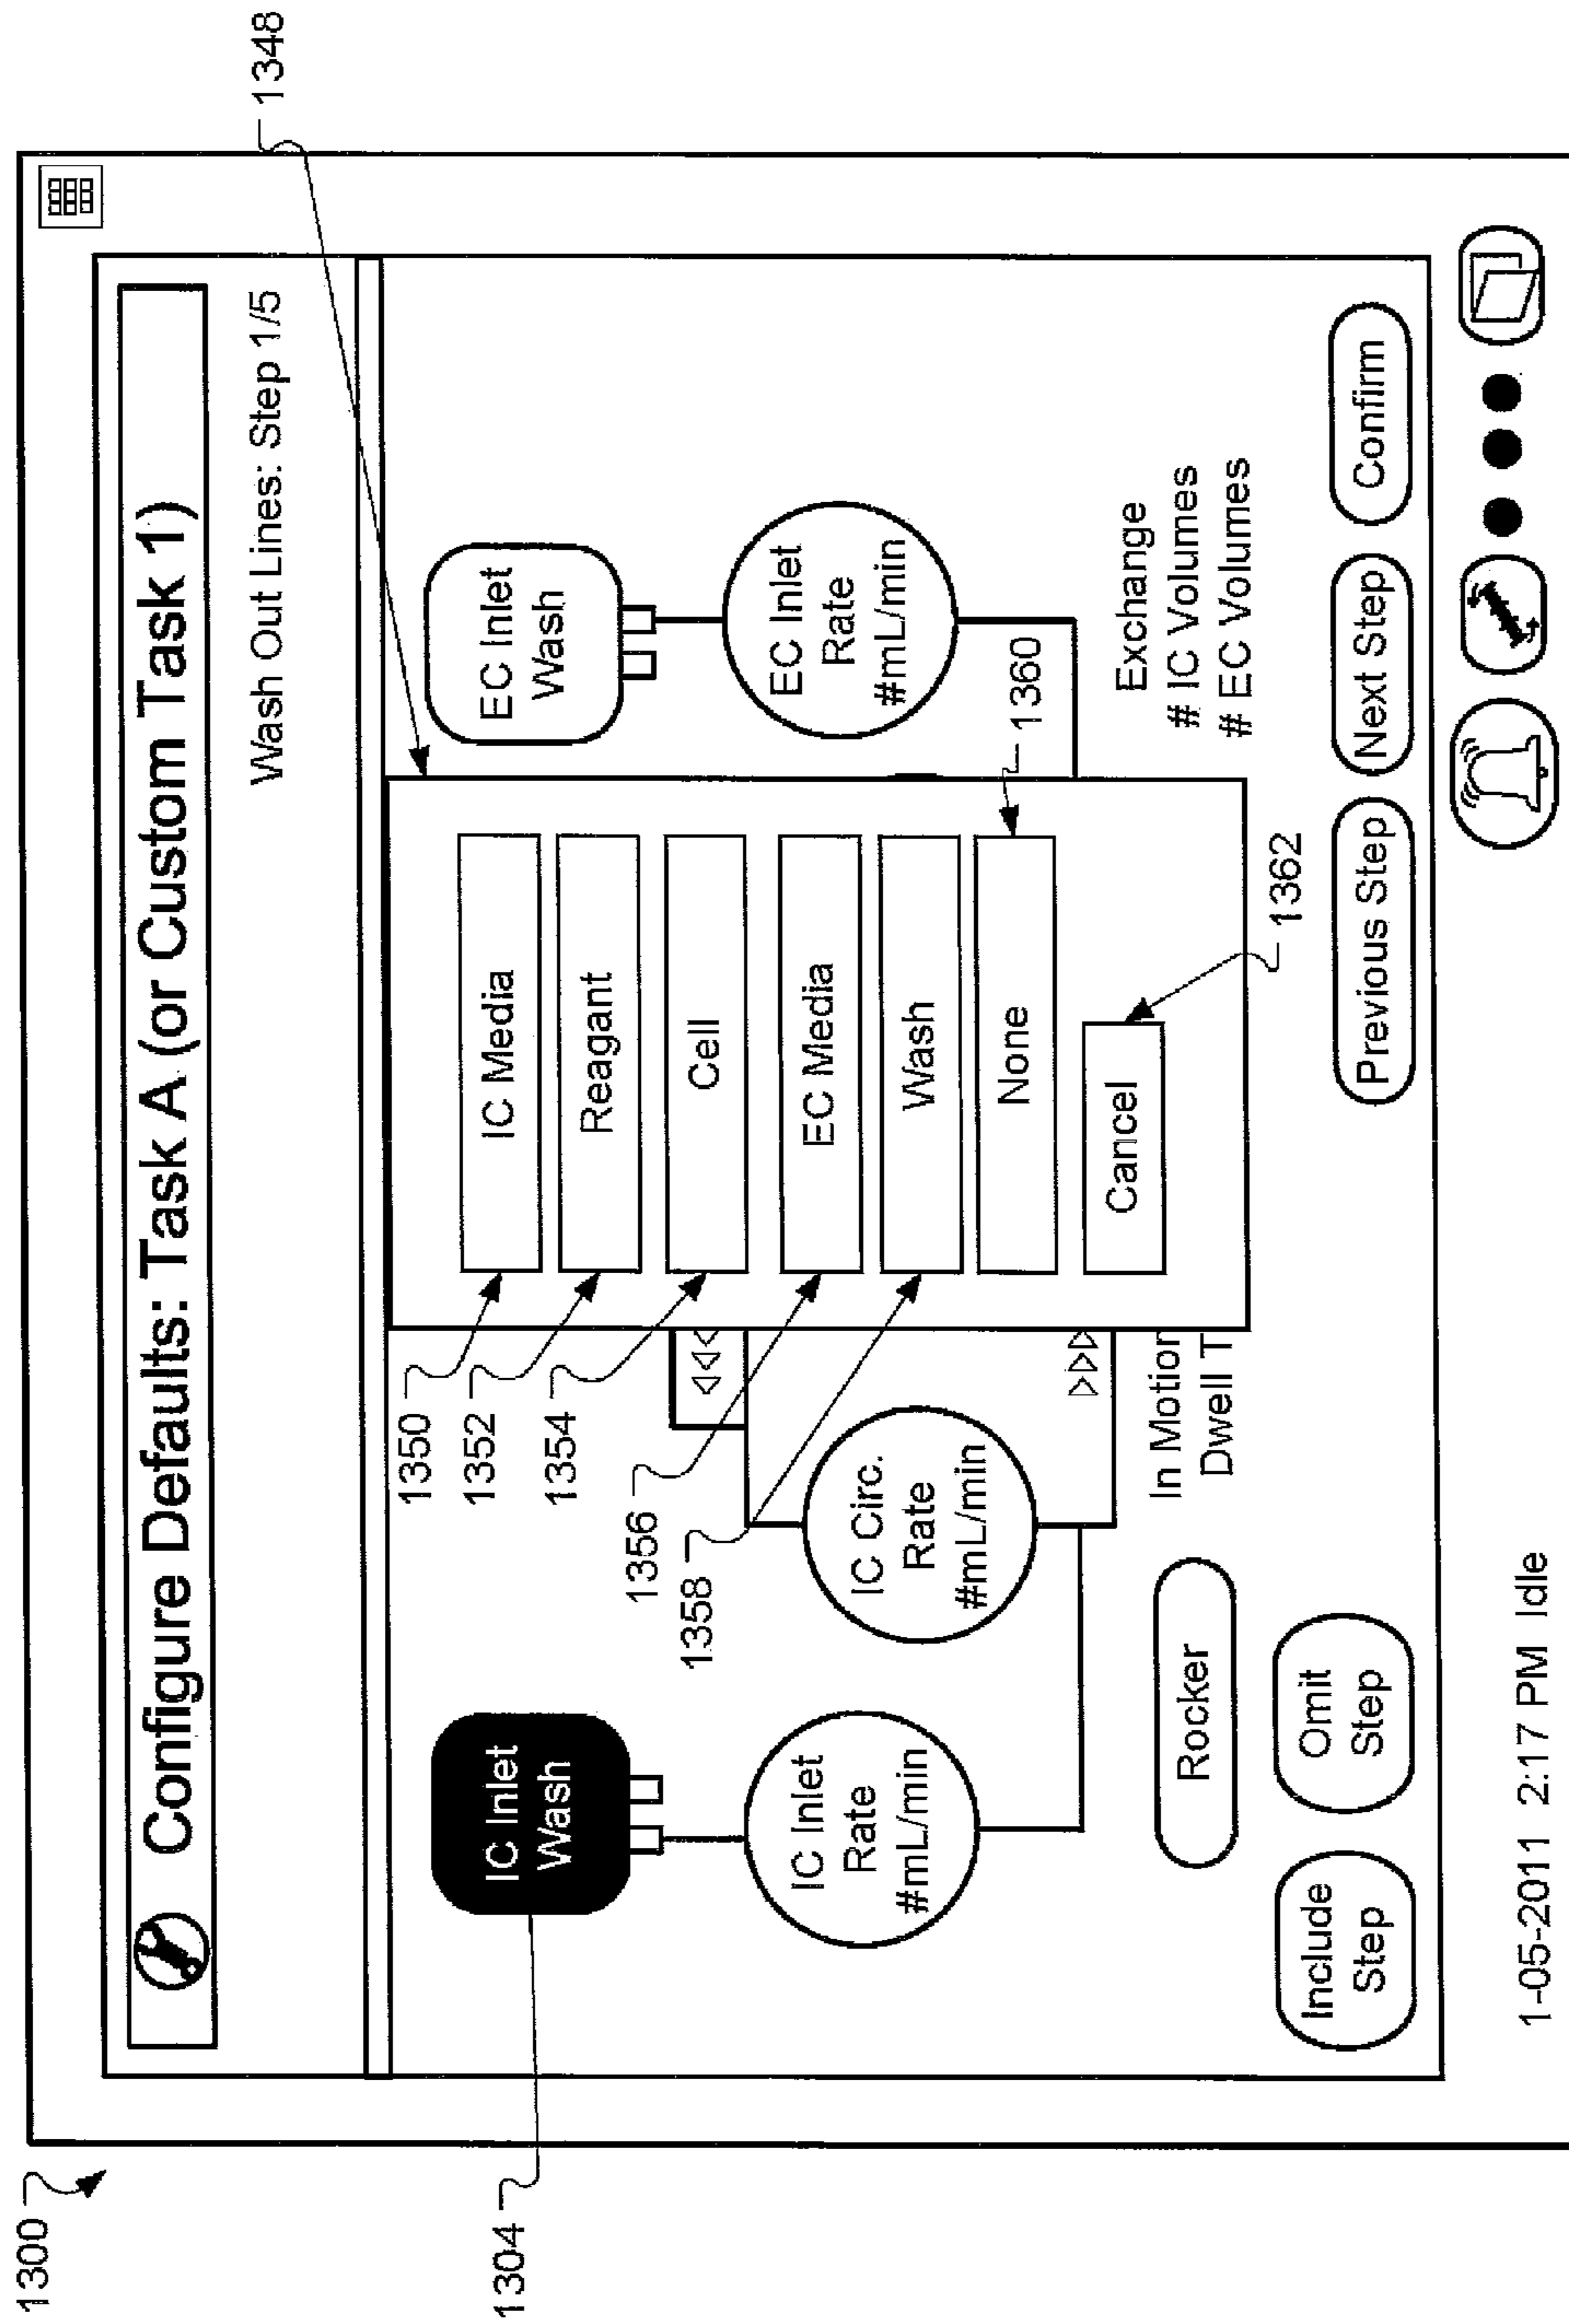 1300
1348
Configure Defaults: Task A (or Custom Task 1)
Wash Out Lines: Step 1/5
1304
IC Inlet
Wash
IC Inlet
Rate
#mL/min
IC Circ.
Rate
#mL/min
1350
1352
1354
1356
1358
IC Media
Reagant
Cell
EC Media
Wash
None
Cancel
EC Inlet
Wash
EC Inlet
Rate
#mL/min
1360
1362
In Motion
Dwell T
Exchange
# IC Volumes
# EC Volumes
Rocker
Include
Step
Omit
Step
Previous Step
Next Step
Confirm
1-05-2011 2:17 PM Idle